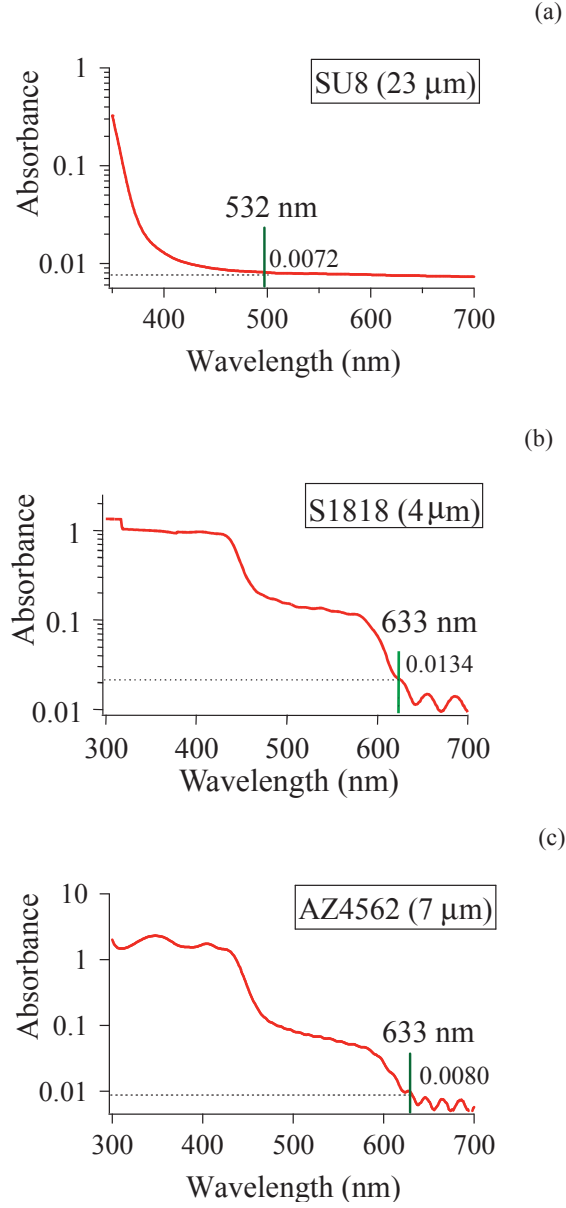 (a)
SU8 (23 μm)
1
0.1
0.01
Absorbance
532 nm
0.0072
400 500 600 700
Wavelength (nm)
(b)
S1818 (4μm)
1
0.1
0.01
Absorbance
633 nm
0.0134
300 400 500 600 700
Wavelength (nm)
(c)
AZ4562 (7 μm)
10
1
0.1
0.01
Absorbance
633 nm
0.0080
300 400 500 600 700
Wavelength (nm)